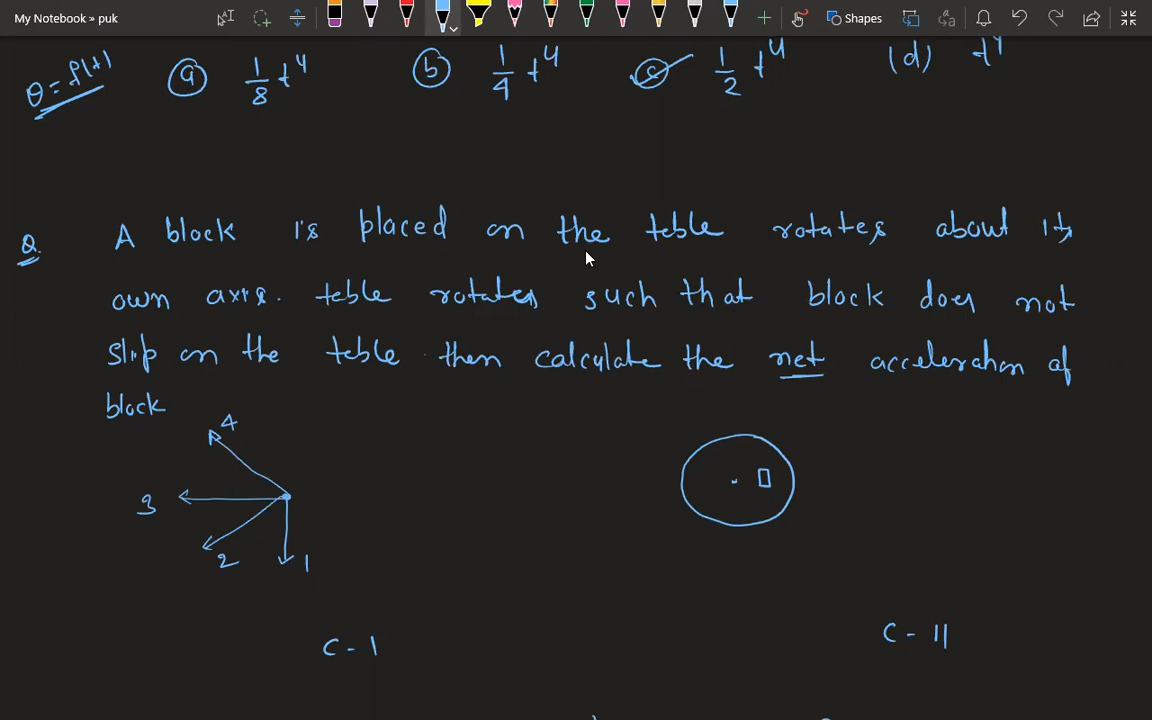 My Notebook » puk
Shapes
θ = f(t) (a) 1/8 t^4 (b) 1/4 t^4 (c) 1/2 t^4 (d) t^4
Q. A block is placed on the table rotates about its
own axis. table rotates such that block does not
slip on the table then calculate the net acceleration of
block
4
3
2 1
C - I C - II